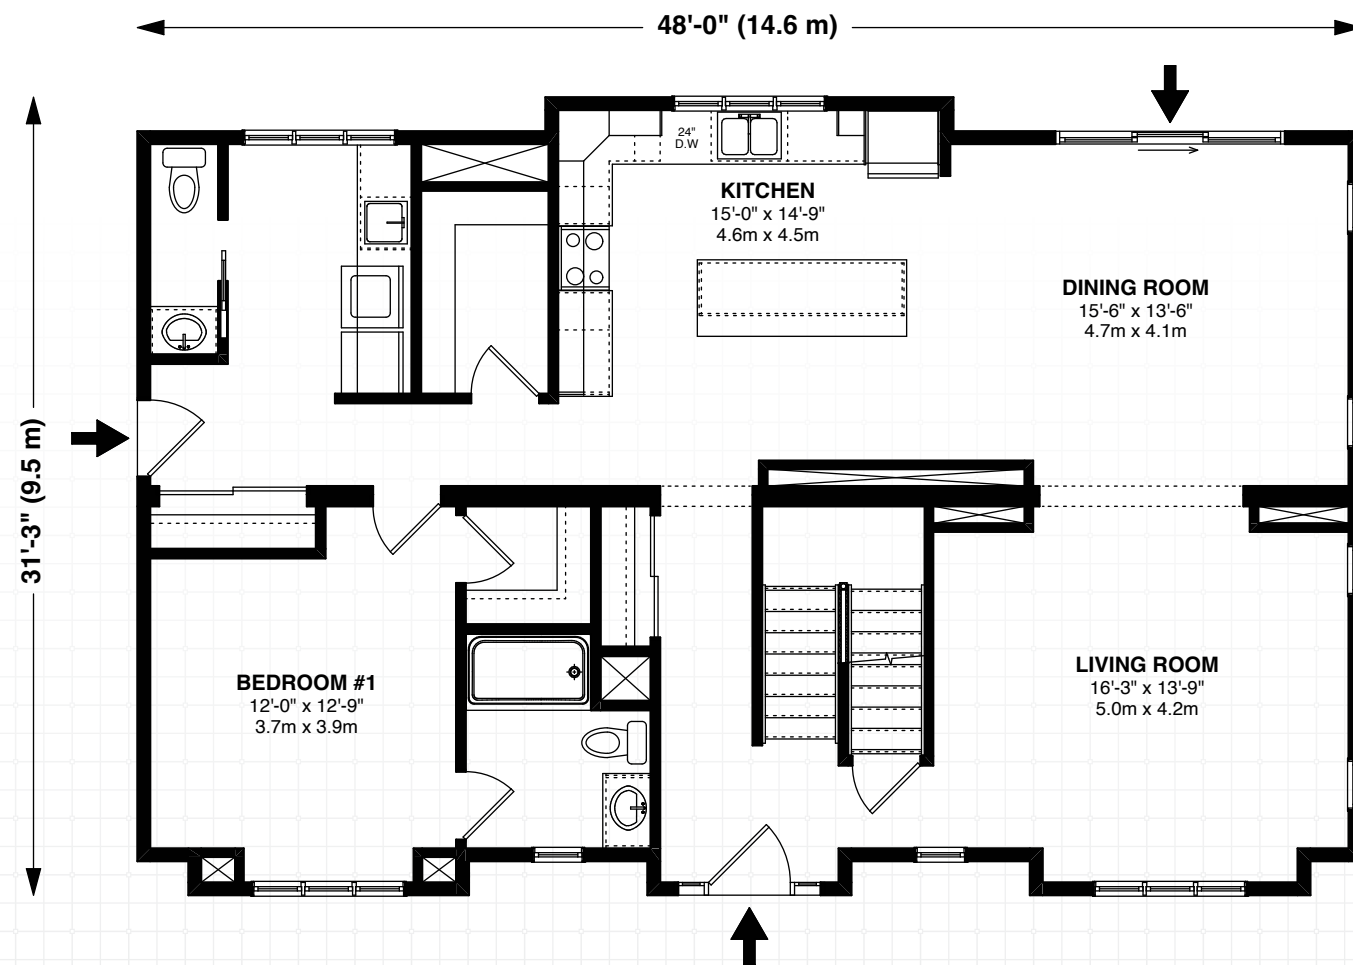 48'-0" (14.6 m)
31'-3" (9.5 m)
24"
D.W
KITCHEN
15'-0" x 14'-9"
4.6m x 4.5m
DINING ROOM
15'-6" x 13'-6"
4.7m x 4.1m
BEDROOM #1
12'-0" x 12'-9"
3.7m x 3.9m
LIVING ROOM
16'-3" x 13'-9"
5.0m x 4.2m